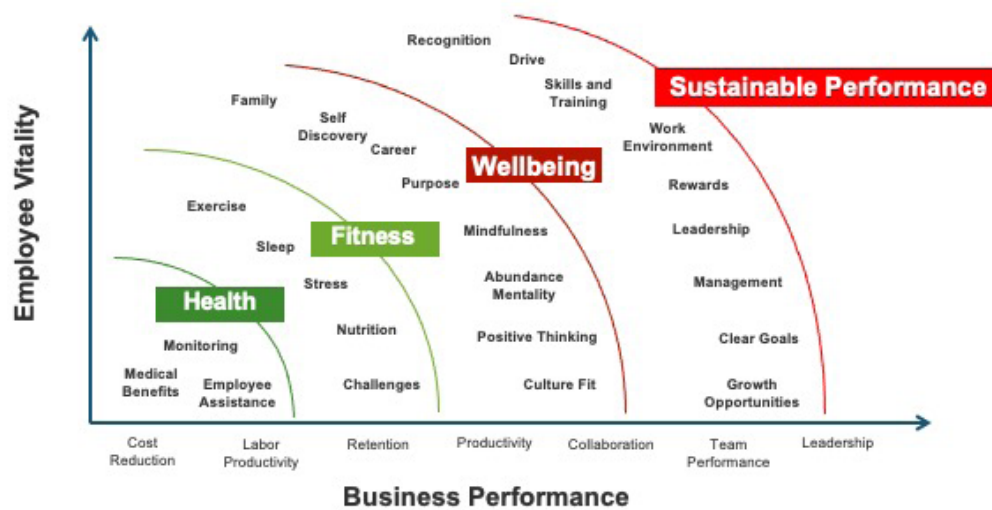 Recognition
Drive
Sustainable Performance
Skills and
Training
Family
Self
Discovery
Career
Work
Environment
Wellbeing
Purpose
Rewards
Exercise
Fitness
Sleep
Mindfulness
Leadership
Stress
Abundance
Mentality
Management
Health
Nutrition
Positive Thinking
Clear Goals
Monitoring
Medical
Benefits
Employee
Assistance
Challenges
Culture Fit
Growth
Opportunities
Employee Vitality
Cost
Reduction
Labor
Productivity
Retention
Productivity
Collaboration
Team
Performance
Leadership
Business Performance